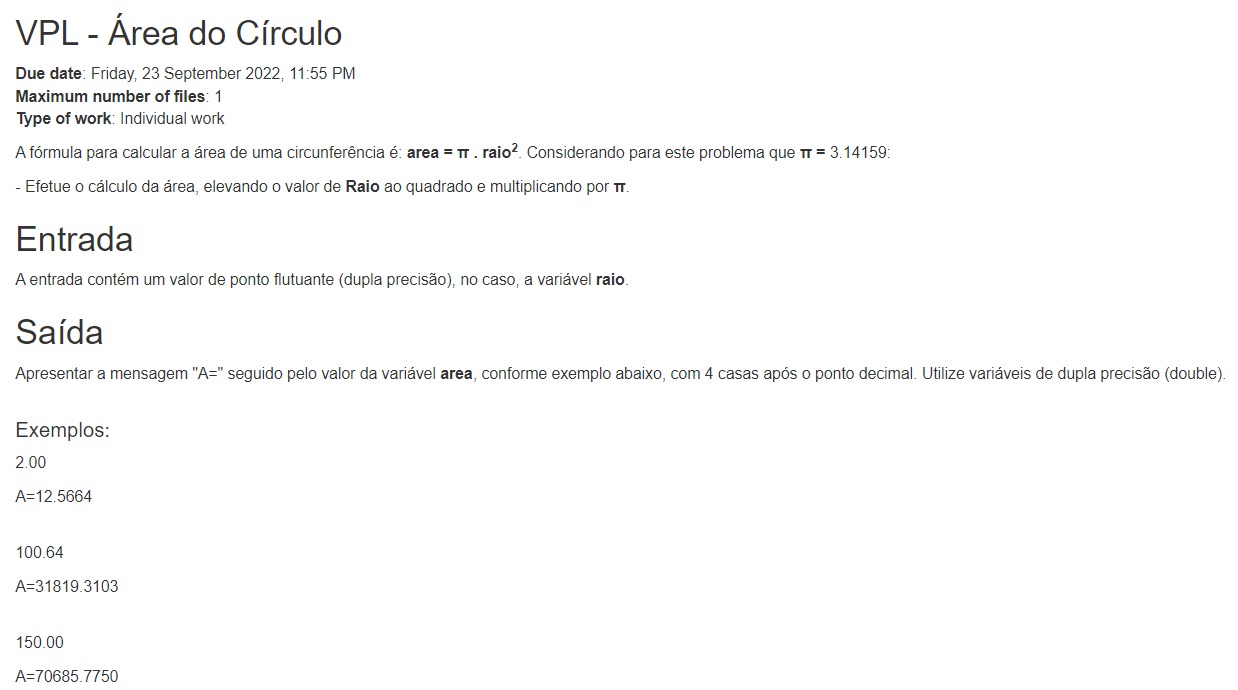 VPL - Área do Círculo
Due date: Friday, 23 September 2022, 11:55 PM
Maximum number of files: 1
Type of work: Individual work
A fórmula para calcular a área de uma circunferência é: area = π . raio². Considerando para este problema que π = 3.14159:
- Efetue o cálculo da área, elevando o valor de Raio ao quadrado e multiplicando por π.
Entrada
A entrada contém um valor de ponto flutuante (dupla precisão), no caso, a variável raio.
Saída
Apresentar a mensagem "A=" seguido pelo valor da variável area, conforme exemplo abaixo, com 4 casas após o ponto decimal. Utilize variáveis de dupla precisão (double).
Exemplos:
2.00
A=12.5664
100.64
A=31819.3103
150.00
A=70685.7750